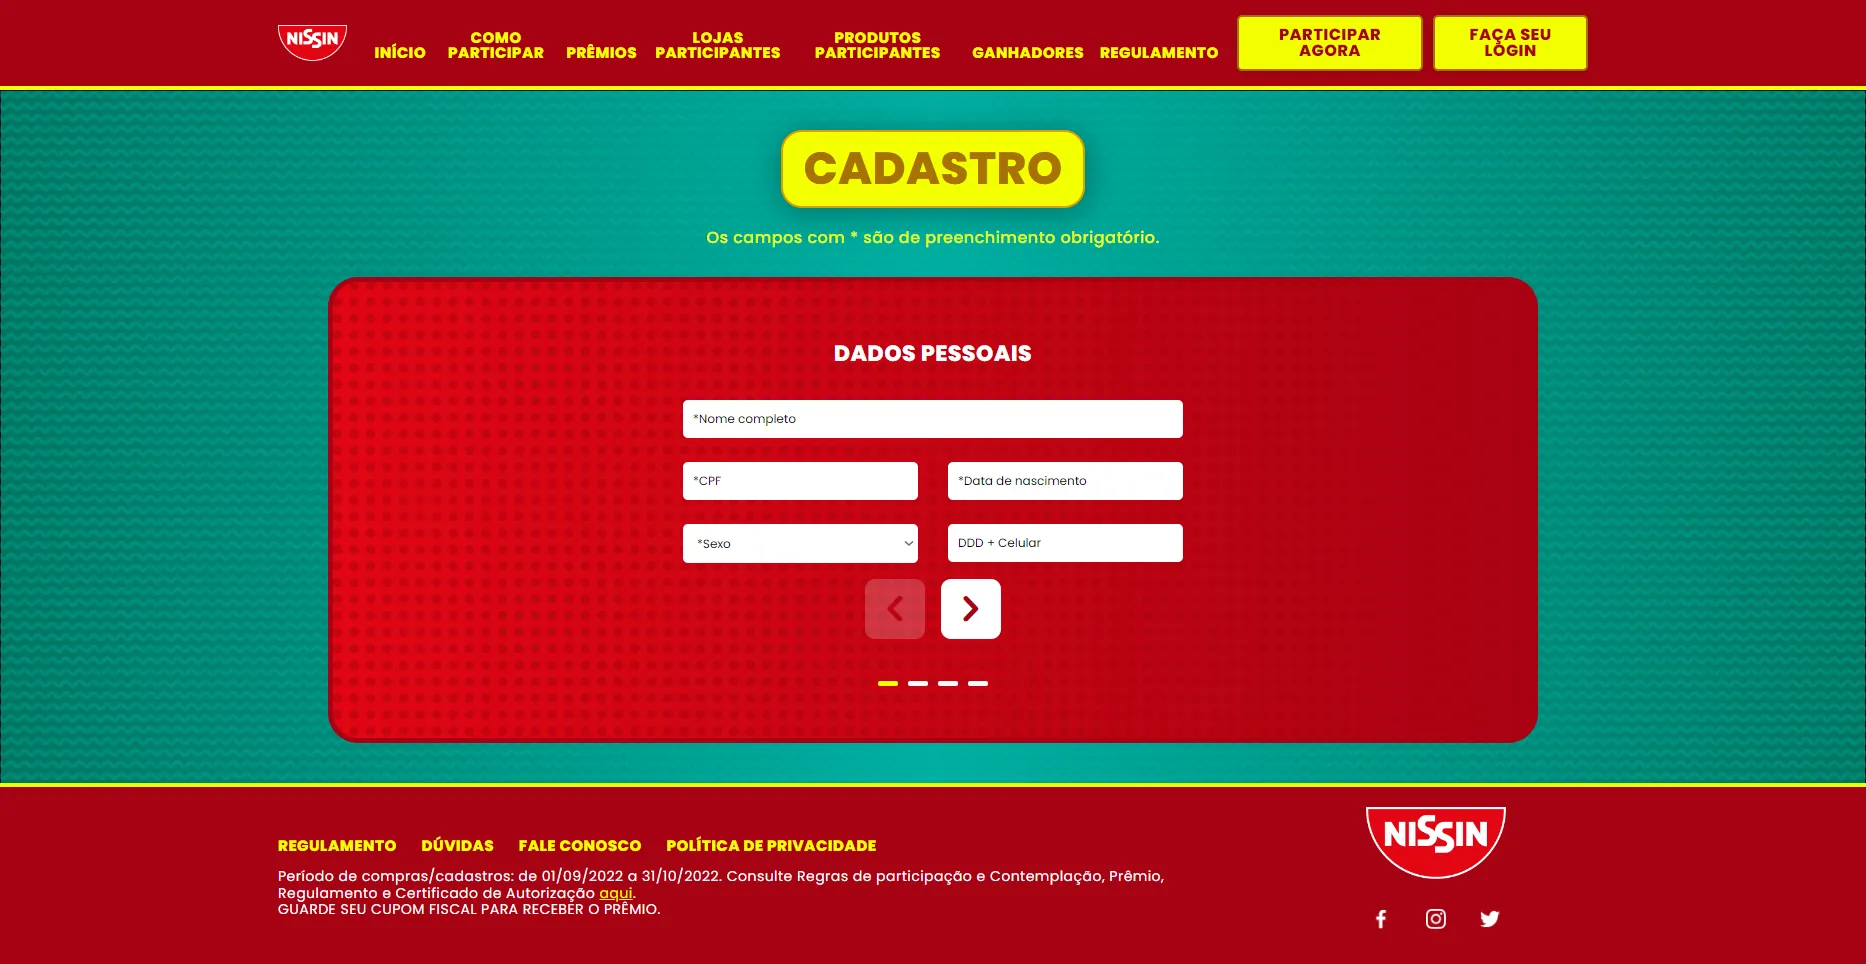 NISSIN
INÍCIO
COMO
PARTICIPAR
PRÊMIOS
LOJAS
PARTICIPANTES
PRODUTOS
PARTICIPANTES
GANHADORES
REGULAMENTO
PARTICIPAR
AGORA
FAÇA SEU
LOGIN
CADASTRO
Os campos com * são de preenchimento obrigatório.
DADOS PESSOAIS
*Nome completo
*CPF
*Data de nascimento
*Sexo
DDD + Celular
REGULAMENTO DÚVIDAS FALE CONOSCO POLÍTICA DE PRIVACIDADE
Período de compras/cadastros: de 01/09/2022 a 31/10/2022. Consulte Regras de participação e Contemplação, Prêmio,
Regulamento e Certificado de Autorização aqui.
GUARDE SEU CUPOM FISCAL PARA RECEBER O PRÊMIO.
NISSIN